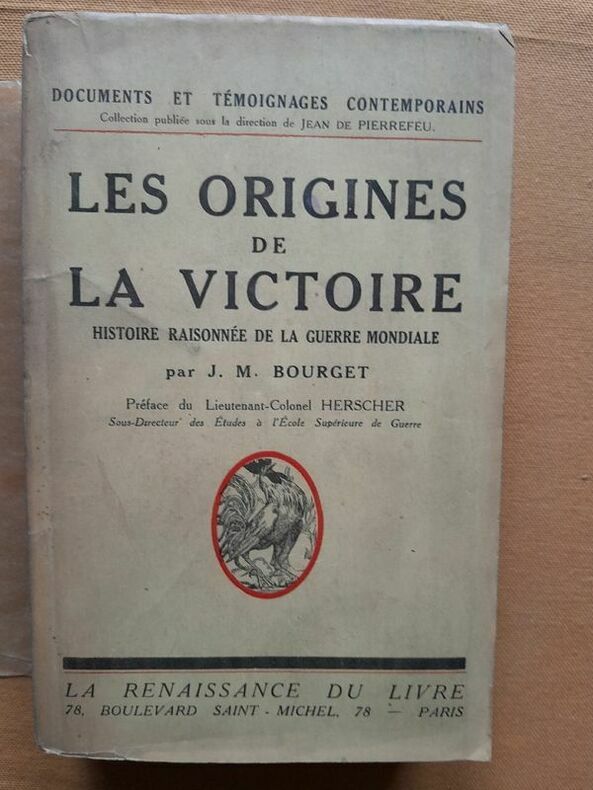 DOCUMENTS ET TÉMOIGNAGES CONTEMPORAINS
Collection publiée sous la direction de JEAN DE PIERREFEU.
LES ORIGINES
DE
LA VICTOIRE
HISTOIRE RAISONNÉE DE LA GUERRE MONDIALE
par J. M. BOURGET
Préface du Lieutenant-Colonel HERSCHER
Sous-Directeur des Études à l'École Supérieure de Guerre
LA RENAISSANCE DU LIVRE
78, BOULEVARD SAINT-MICHEL, 78 — PARIS